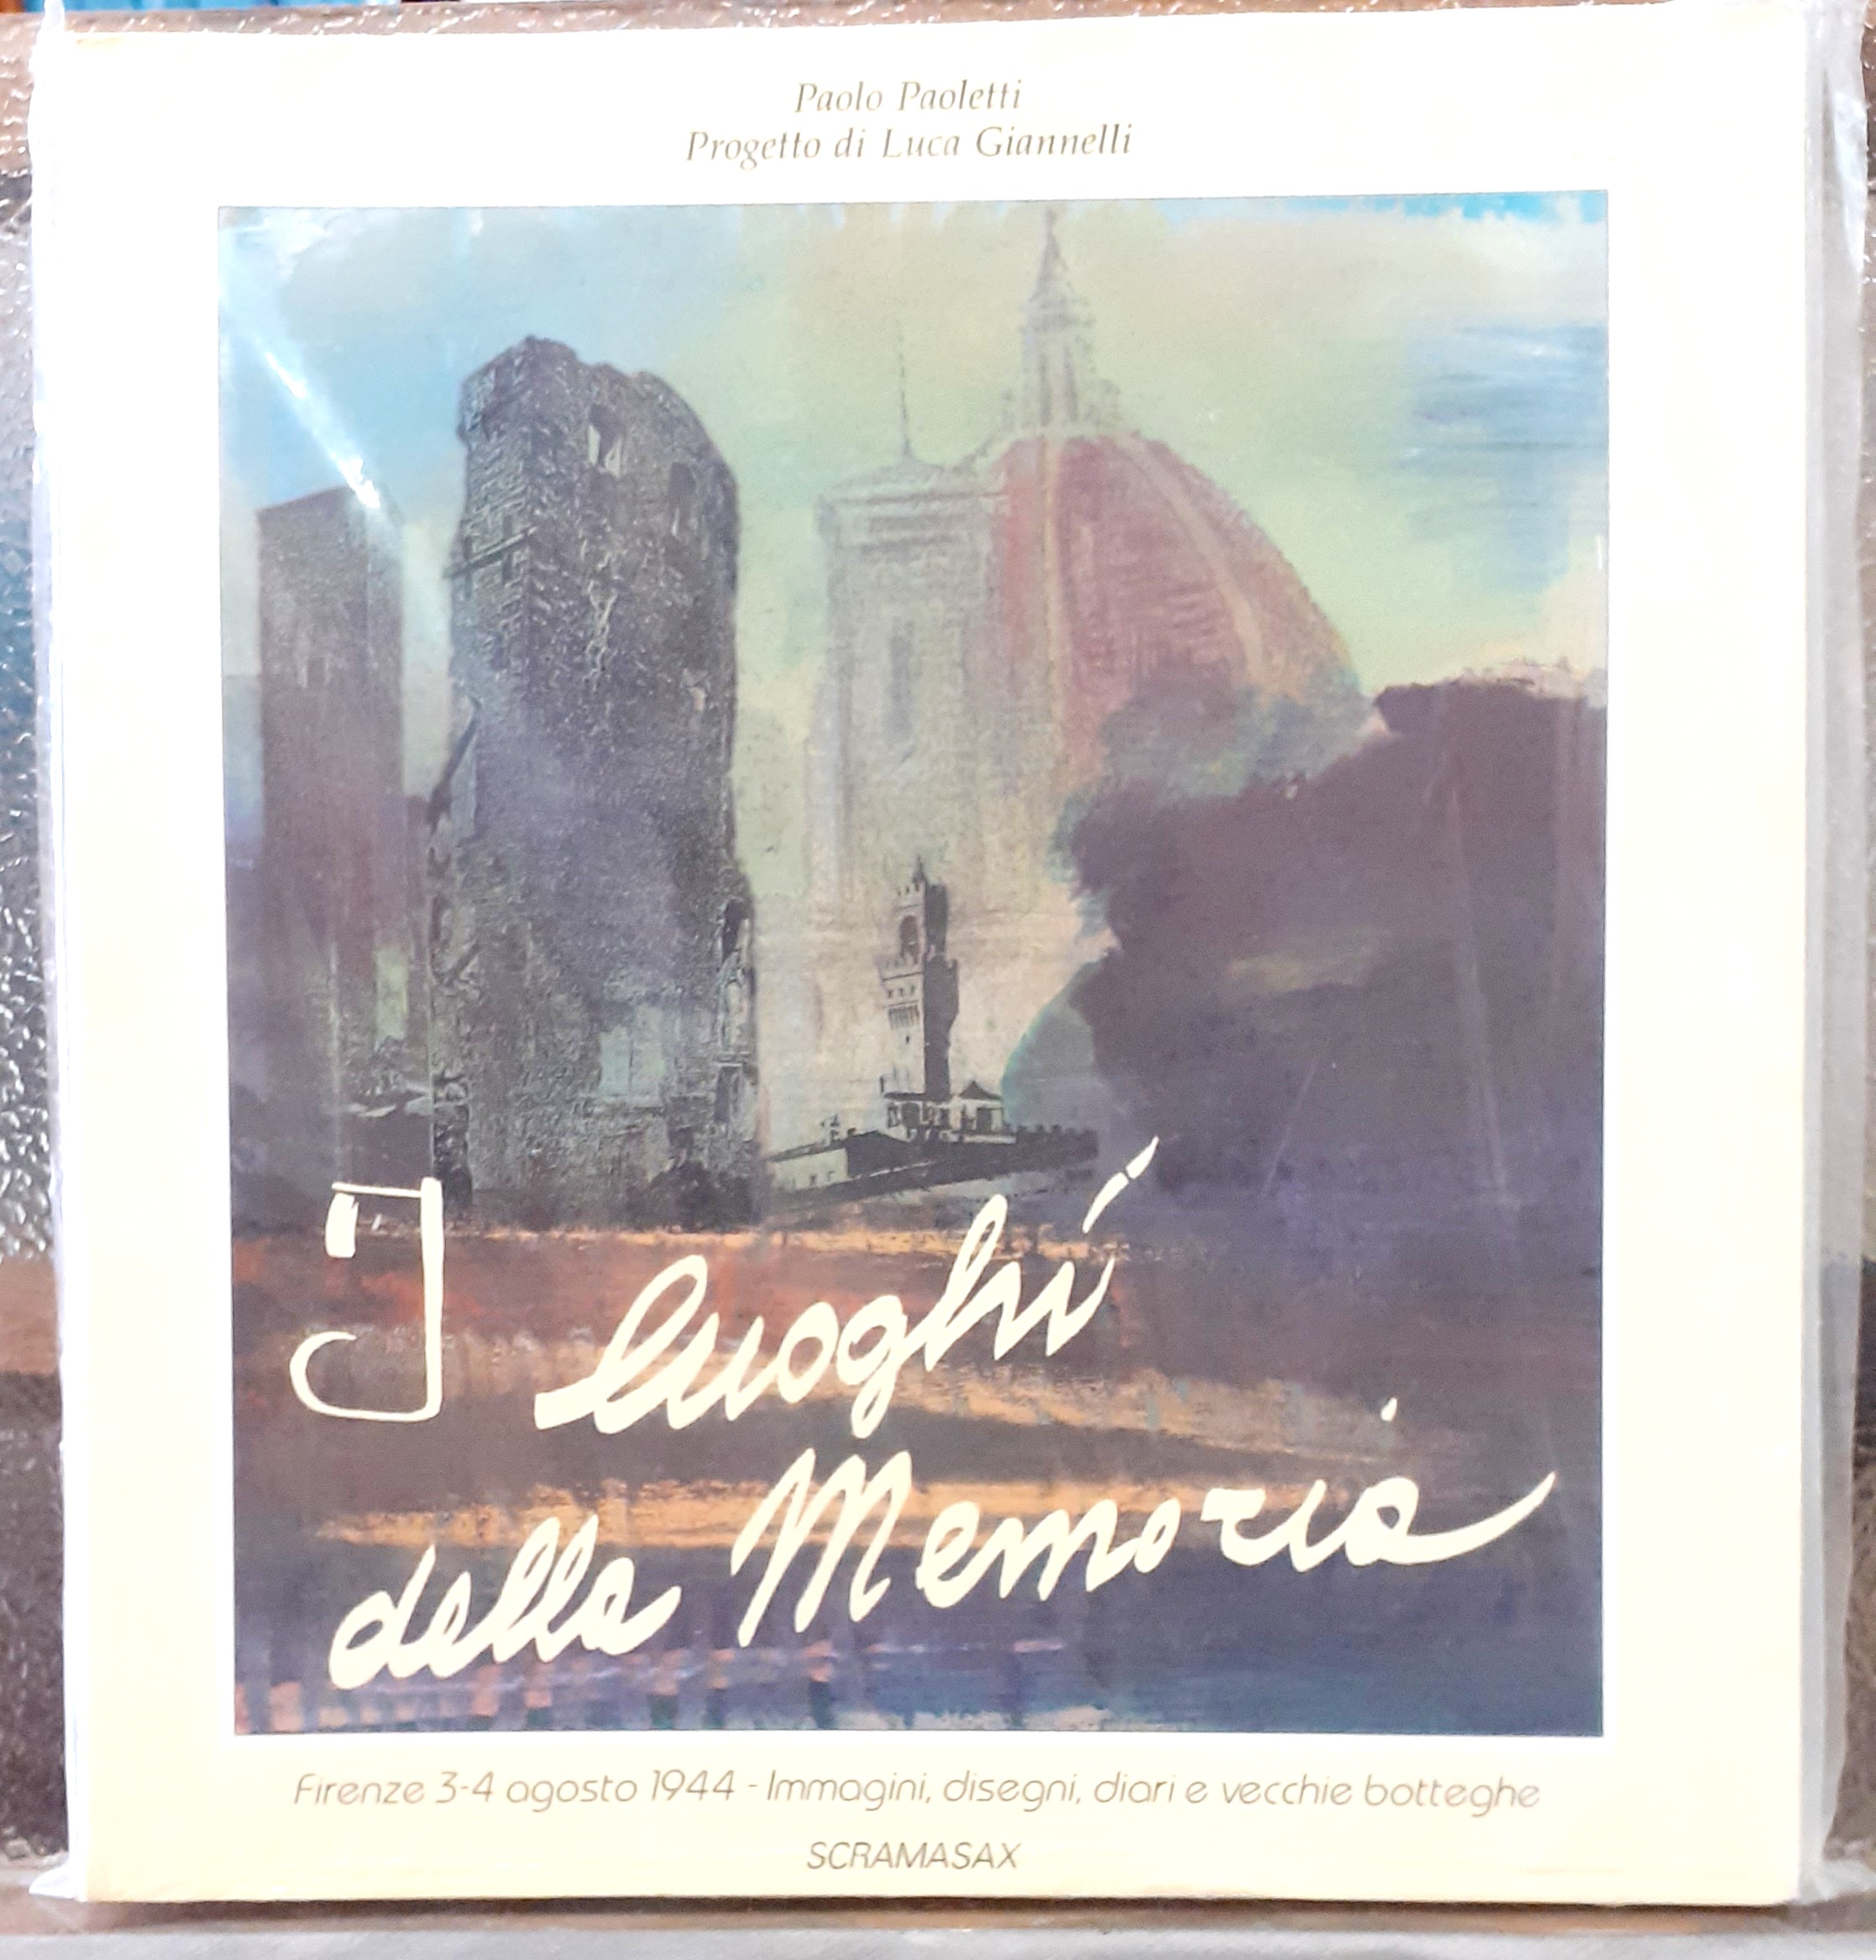 Paolo Paoletti
Progetto di Luca Giannelli
I luoghi
della Memoria
Firenze 3-4 agosto 1944 - Immagini, disegni, diari e vecchie botteghe
SCRAMASAX